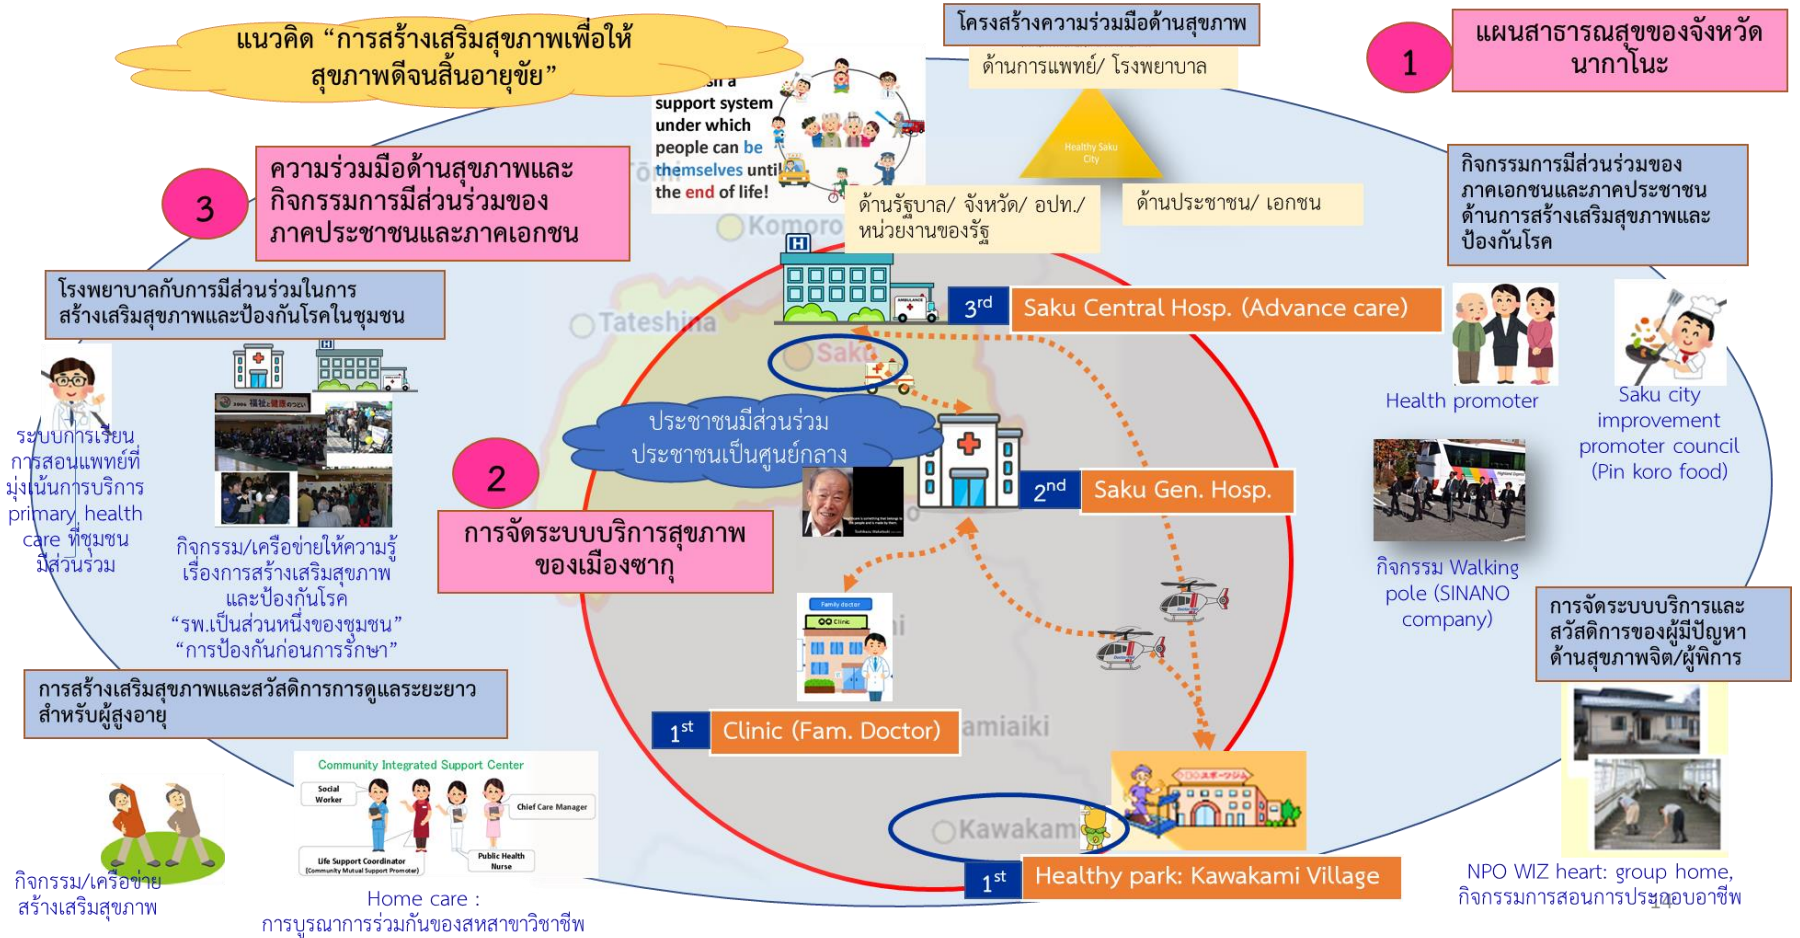 แนวคิด “การสร้างเสริมสุขภาพเพื่อให้
สุขภาพดีจนสิ้นอายุขัย”
โครงสร้างความร่วมมือด้านสุขภาพ
ด้านการแพทย์/ โรงพยาบาล
Healthy Saku
City
ด้านรัฐบาล/ จังหวัด/ อปท./
หน่วยงานของรัฐ
ด้านประชาชน/ เอกชน
1
แผนสาธารณสุขของจังหวัด
นากาโนะ
support system
under which
people can be
themselves until
the end of life!
3
ความร่วมมือด้านสุขภาพและ
กิจกรรมการมีส่วนร่วมของ
ภาคประชาชนและภาคเอกชน
กิจกรรมการมีส่วนร่วมของ
ภาคเอกชนและภาคประชาชน
ด้านการสร้างเสริมสุขภาพและ
ป้องกันโรค
โรงพยาบาลกับการมีส่วนร่วมในการ
สร้างเสริมสุขภาพและป้องกันโรคในชุมชน
Komoro
Tateshina
Saku
H
AMBULANCE
3rd
Saku Central Hosp. (Advance care)
Health promoter
Saku city
improvement
promoter council
(Pin koro food)
ระบบการเรียน
การสอนแพทย์ที่
มุ่งเน้นการบริการ
primary health
care ที่ชุมชน
มีส่วนร่วม
H
福祉と健康のつどい
กิจกรรม/เครือข่ายให้ความรู้
เรื่องการสร้างเสริมสุขภาพ
และป้องกันโรค
“รพ.เป็นส่วนหนึ่งของชุมชน”
“การป้องกันก่อนการรักษา”
ประชาชนมีส่วนร่วม
ประชาชนเป็นศูนย์กลาง
2
การจัดระบบบริการสุขภาพ
ของเมืองซากุ
2nd
Saku Gen. Hosp.
กิจกรรม Walking
pole (SINANO
company)
Family doctor
Clinic
1st
Clinic (Fam. Doctor)
amiaiki
การจัดระบบบริการและ
สวัสดิการของผู้มีปัญหา
ด้านสุขภาพจิต/ผู้พิการ
การสร้างเสริมสุขภาพและสวัสดิการการดูแลระยะยาว
สำหรับผู้สูงอายุ
Community Integrated Support Center
Social
Worker
Chief Care Manager
Life Support Coordinator
(Community Mutual Support Promoter)
Public Health
Nurse
กิจกรรม/เครือข่าย
สร้างเสริมสุขภาพ
Home care :
การบูรณาการร่วมกันของสหสาขาวิชาชีพ
スポーツジム
Kawakam
1st
Healthy park: Kawakami Village
NPO WIZ heart: group home,
กิจกรรมการสอนการประกอบอาชีพ
14